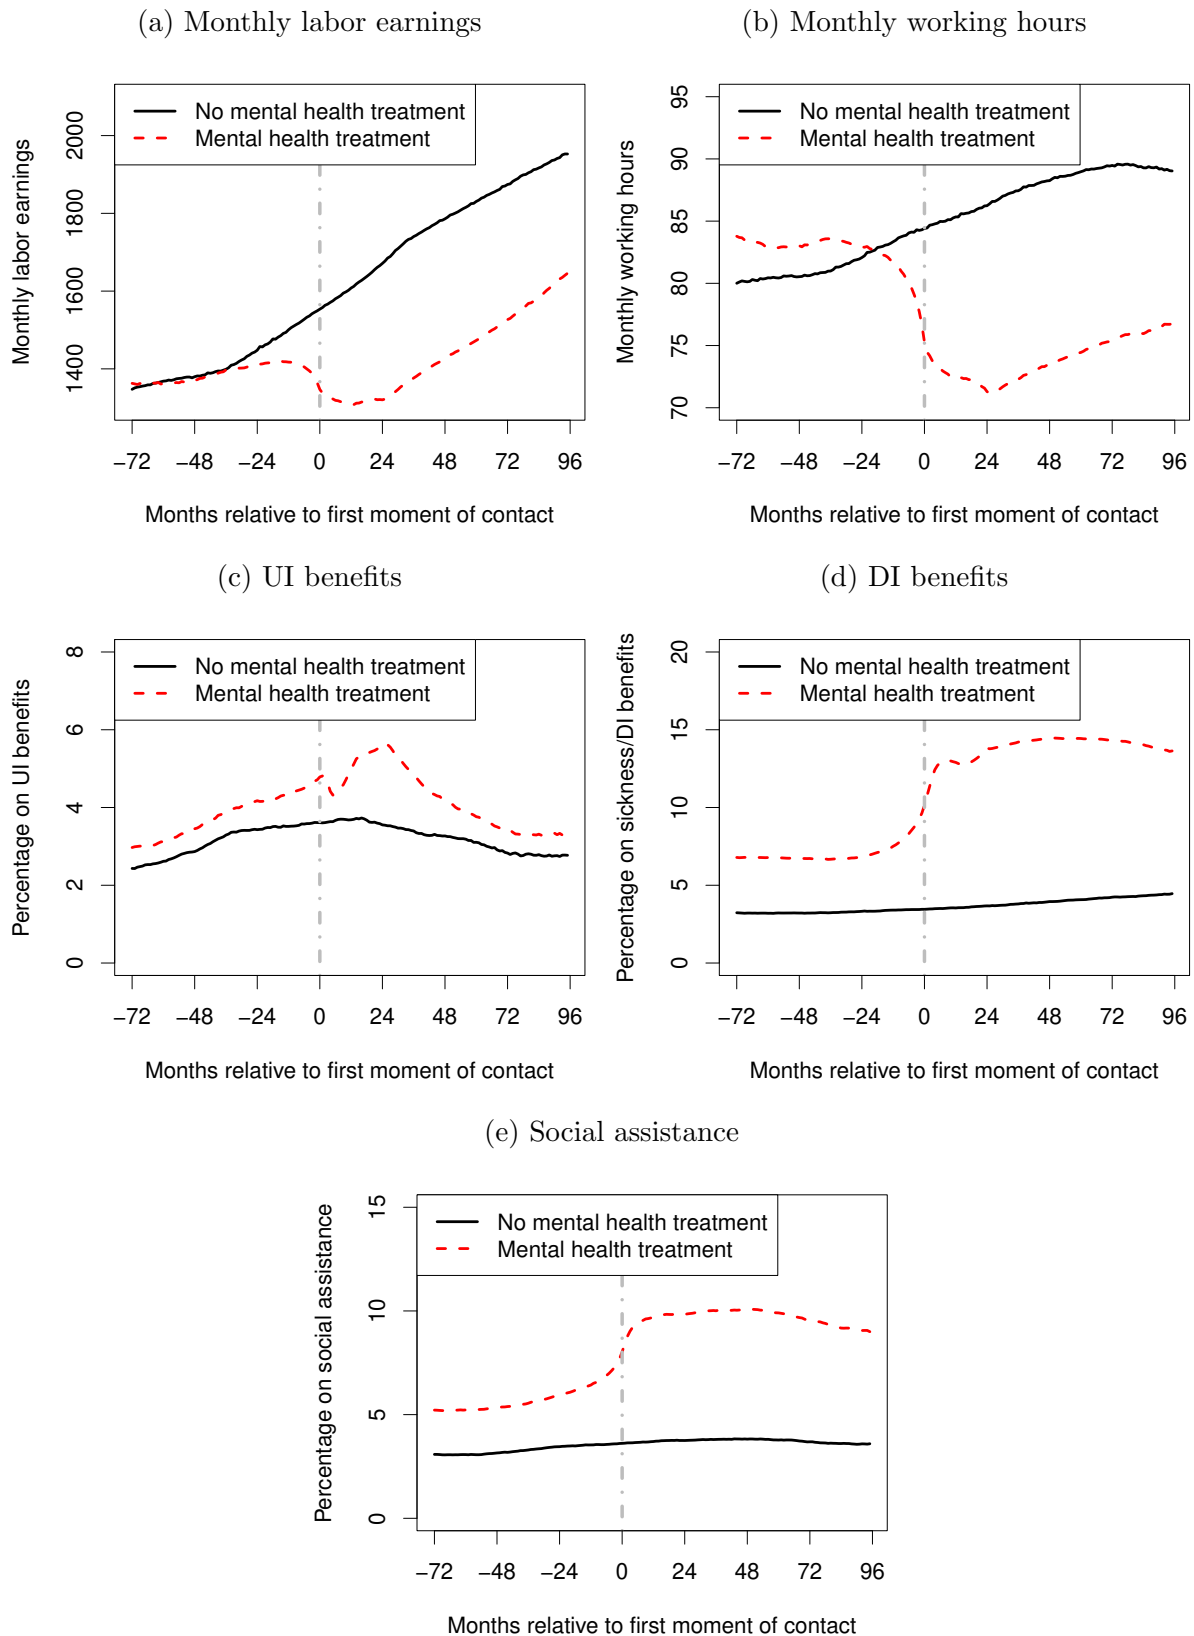 (a) Monthly labor earnings
No mental health treatment
Mental health treatment
Monthly labor earnings
2000
1800
1600
1400
−72 −48 −24 0 24 48 72 96
Months relative to first moment of contact
(b) Monthly working hours
No mental health treatment
Mental health treatment
Monthly working hours
95
90
85
80
75
70
−72 −48 −24 0 24 48 72 96
Months relative to first moment of contact
(c) UI benefits
No mental health treatment
Mental health treatment
Percentage on UI benefits
8
6
4
2
0
−72 −48 −24 0 24 48 72 96
Months relative to first moment of contact
(d) DI benefits
No mental health treatment
Mental health treatment
Percentage on sickness/DI benefits
20
15
10
5
0
−72 −48 −24 0 24 48 72 96
Months relative to first moment of contact
(e) Social assistance
No mental health treatment
Mental health treatment
Percentage on social assistance
15
10
5
0
−72 −48 −24 0 24 48 72 96
Months relative to first moment of contact